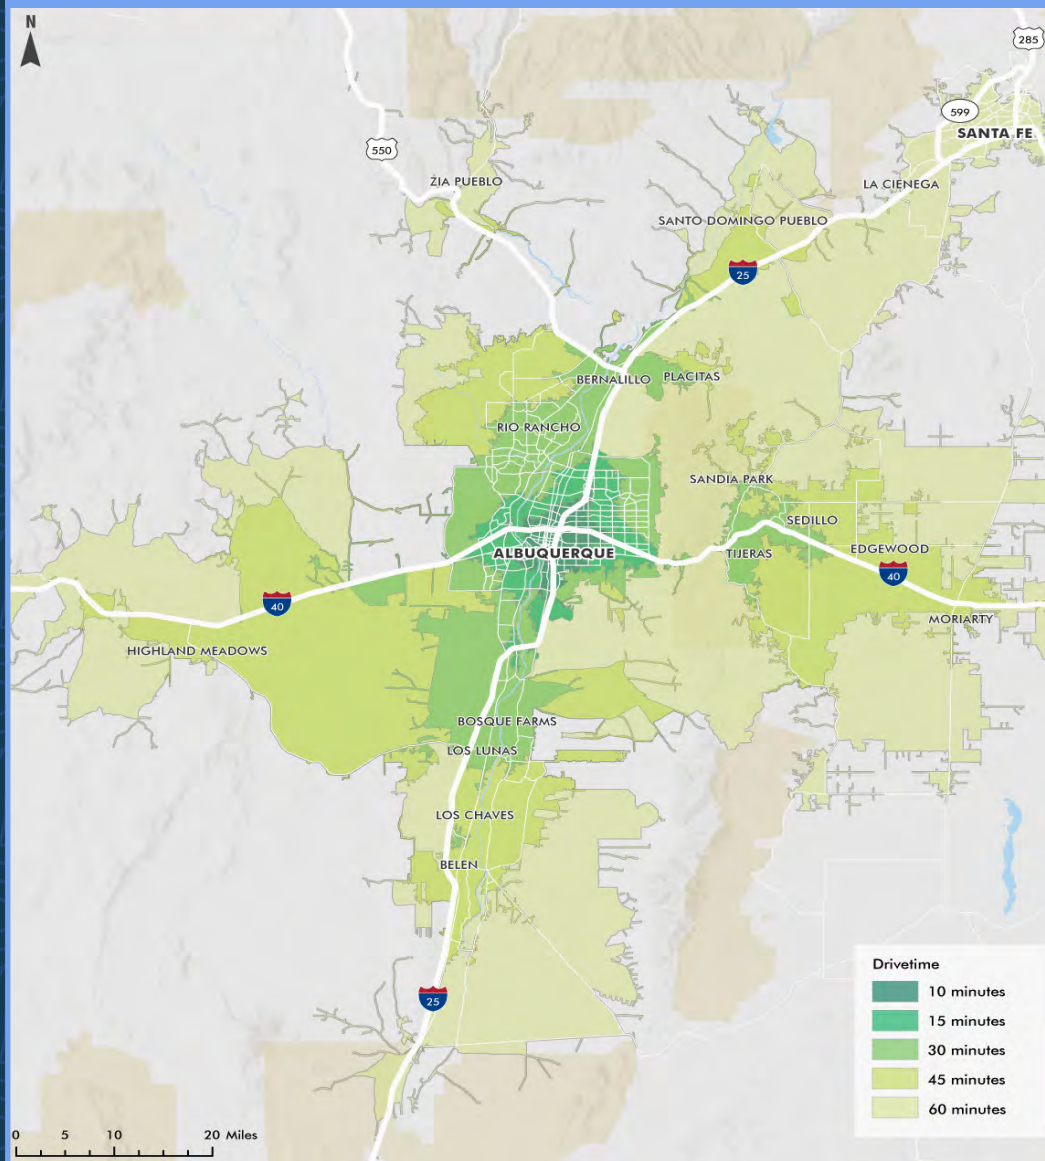 N
285
599
SANTA FE
550
ZIA PUEBLO
LA CIENEGA
SANTO DOMINGO PUEBLO
25
BERNALILLO
PLACITAS
RIO RANCHO
SANDIA PARK
SEDILLO
ALBUQUERQUE
TIJERAS
EDGEWOOD
40
40
MORIARTY
HIGHLAND MEADOWS
BOSQUE FARMS
LOS LUNAS
LOS CHAVES
BELEN
25
Drivetime
10 minutes
15 minutes
30 minutes
45 minutes
60 minutes
0 5 10 20 Miles